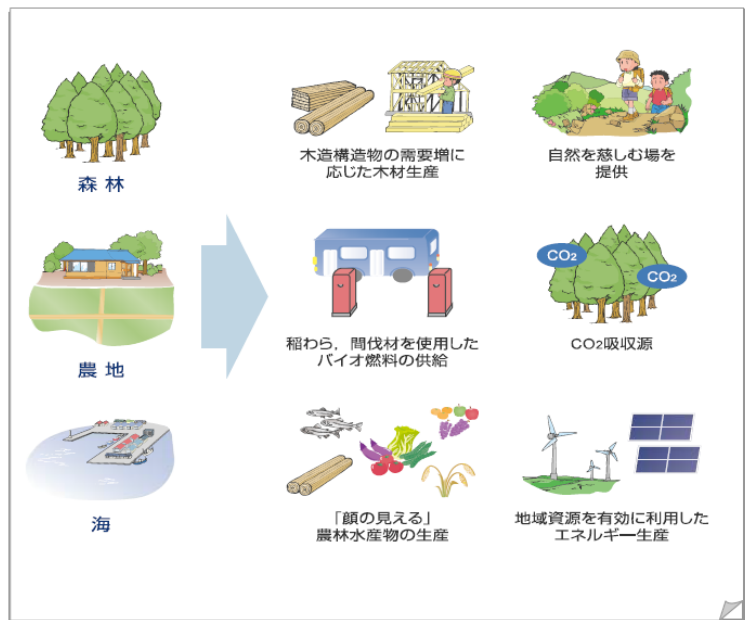 森林
木造構造物の需要増に
応じた木材生産
自然を慈しむ場を
提供
農地
稲わら，間伐材を使用した
バイオ燃料の供給
CO2
CO2
CO2吸収源
海
「顔の見える」
農林水産物の生産
地域資源を有効に利用した
エネルギー生産